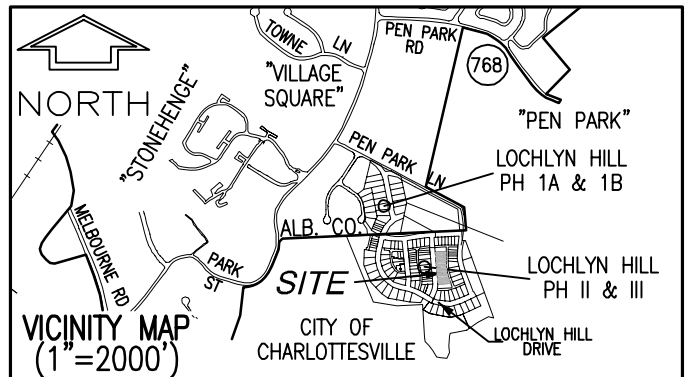 NORTH
TOWNE LN
"VILLAGE
SQUARE"
PEN PARK
RD
768
"STONEHENGE"
"PEN PARK"
PEN PARK LN
LOCHLYN HILL
PH 1A & 1B
ALB. CO.
MELBOURNE RD
PARK
ST
SITE
LOCHLYN HILL
PH II & III
VICINITY MAP
(1"=2000')
CITY OF
CHARLOTTESVILLE
LOCHLYN HILL
DRIVE